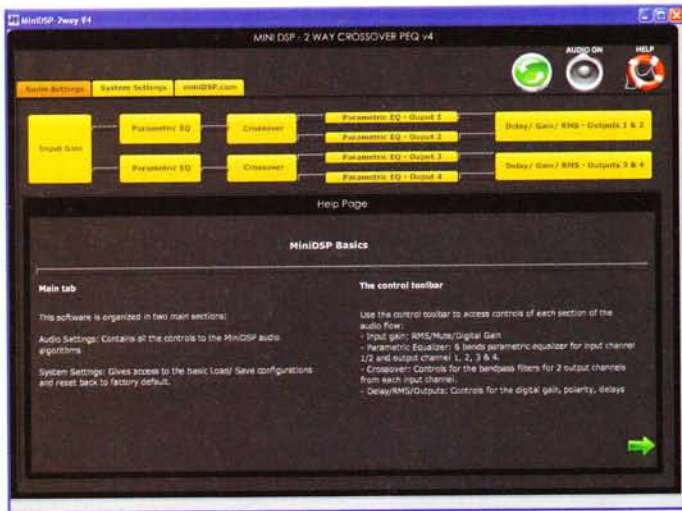 MiniDSP 2way V4
MINI DSP - 2 WAY CROSSOVER PEQ v4
AUDIO ON
HELP
Audio Settings
System Settings
miniDSP.com
Input Gain
Parametric EQ
Crossover
Parametric EQ - Ouput 1
Parametric EQ - Ouput 2
Delay/ Gain/ RMS - Outputs 1 & 2
Parametric EQ
Crossover
Parametric EQ - Ouput 3
Parametric EQ - Ouput 4
Delay/ Gain/ RMS - Outputs 3 & 4
Help Page
MiniDSP Basics
Main tab
This software is organized in two main sections:
Audio Settings: Contains all the controls to the MiniDSP audio
algorithms
System Settings: Gives access to the basic Load/ Save configurations
and reset back to factory default.
The control toolbar
Use the control toolbar to access controls of each section of the
audio flow:
- Input gain: RMS/Mute/Digital Gain
- Parametric Equalizer: 6 bands parametric equalizer for input channel
1/2 and output channel 1, 2, 3 & 4.
- Crossover: Controls for the bandpass filters for 2 output channels
from each input channel.
- Delay/RMS/Outputs: Controls for the digital gain, polarity, delays